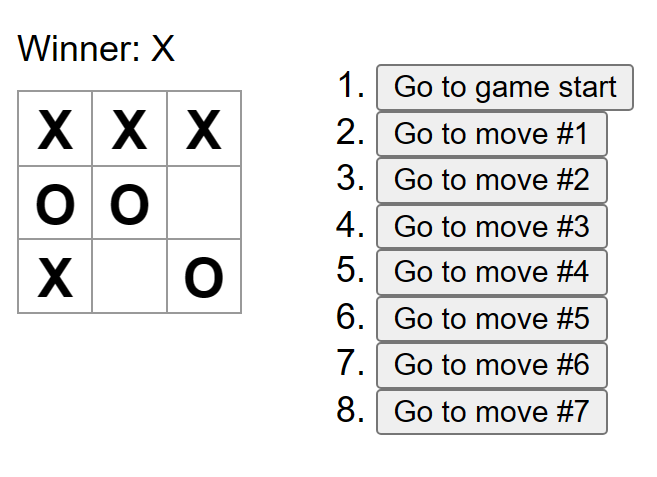 Winner: X
X X X
O O
X O
1. Go to game start
2. Go to move #1
3. Go to move #2
4. Go to move #3
5. Go to move #4
6. Go to move #5
7. Go to move #6
8. Go to move #7